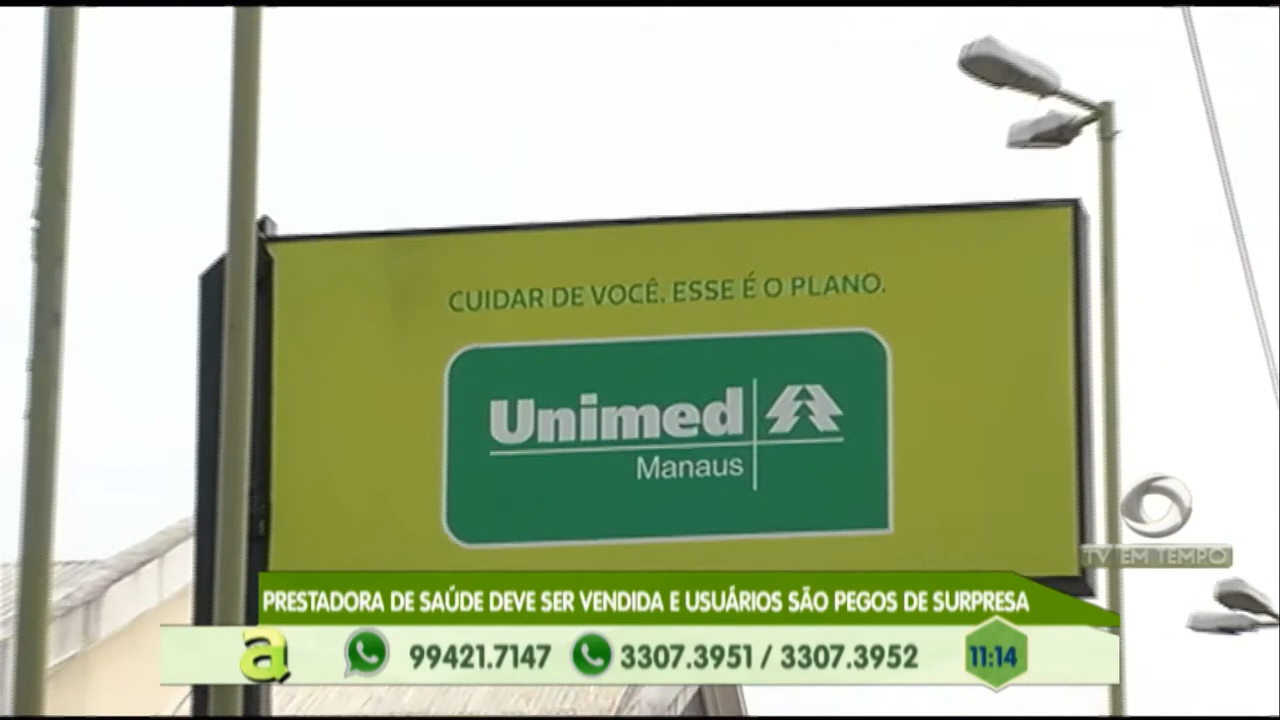 CUIDAR DE VOCÊ. ESSE É O PLANO.
Unimed
Manaus
TV EM TEMPO
PRESTADORA DE SAÚDE DEVE SER VENDIDA E USUÁRIOS SÃO PEGOS DE SURPRESA
a 99421.7147 3307.3951 / 3307.3952 11:14